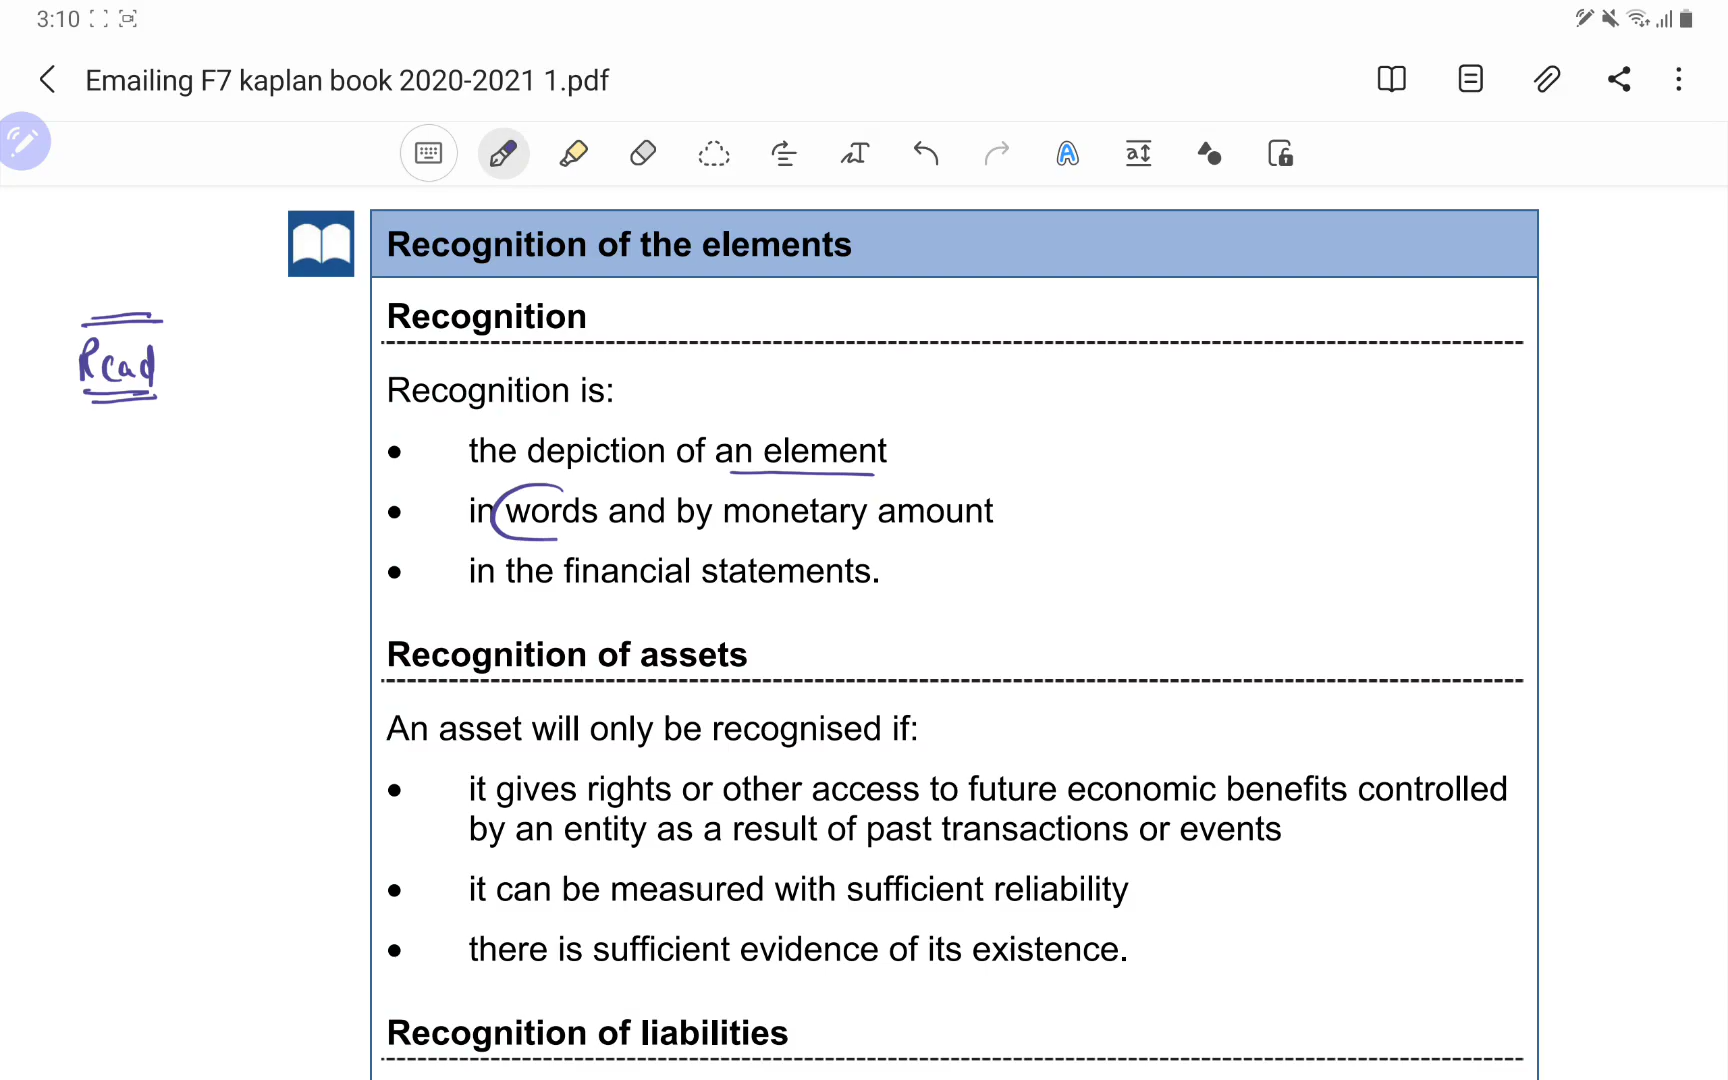 3:10
Emailing F7 kaplan book 2020-2021 1.pdf
Recognition of the elements
Read
Recognition
Recognition is:
• the depiction of an element
• in words and by monetary amount
• in the financial statements.
Recognition of assets
An asset will only be recognised if:
• it gives rights or other access to future economic benefits controlled
by an entity as a result of past transactions or events
• it can be measured with sufficient reliability
• there is sufficient evidence of its existence.
Recognition of liabilities